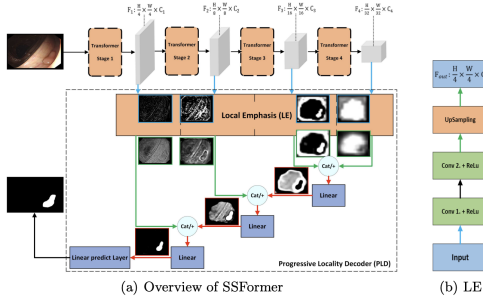 F₁: H/4 × W/4 × C₁
F₂: H/8 × W/8 × C₂
F₃: H/16 × W/16 × C₃
F₄: H/32 × W/32 × C₄
Transformer
Stage 1
Transformer
Stage 2
Transformer
Stage 3
Transformer
Stage 4
Local Emphasis (LE)
Cat/+
Linear
Cat/+
Linear
Cat/+
Linear
Linear predict Layer
Progressive Locality Decoder (PLD)
(a) Overview of SSFormer
H/4 × W/4 × C
UpSampling
Conv 2. + ReLu
Conv 1. + ReLu
Input
(b) LE